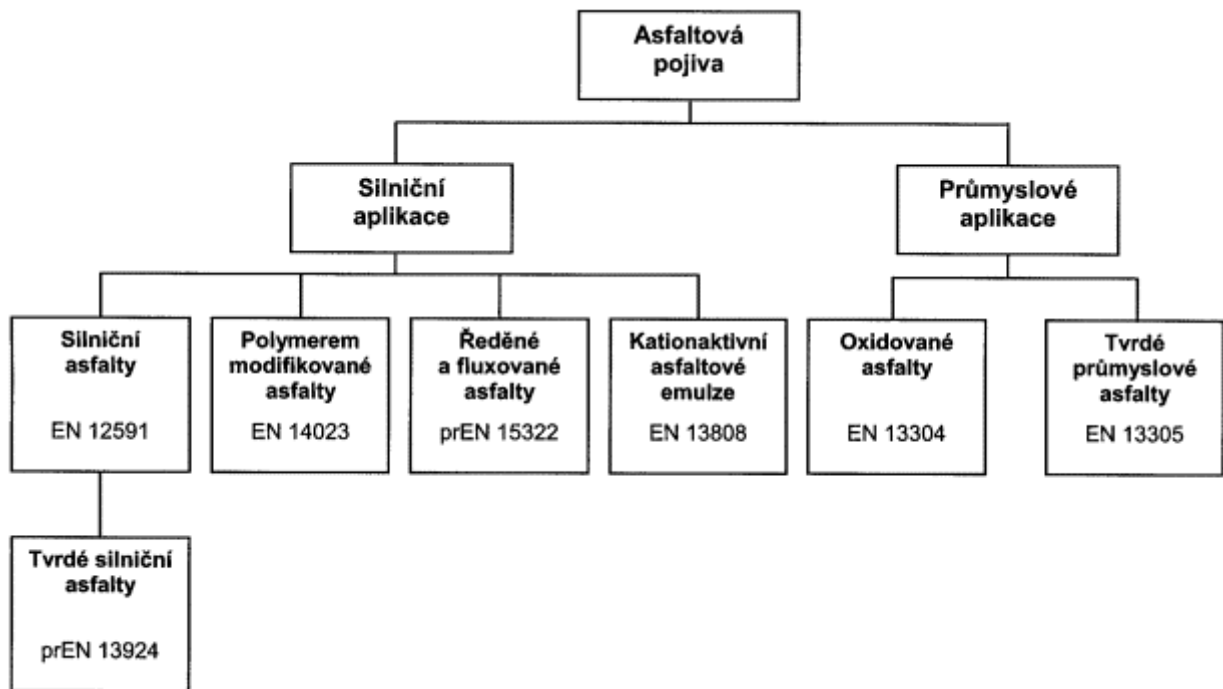 Asfaltová
pojiva
Silniční
aplikace
Průmyslové
aplikace
Silniční
asfalty
EN 12591
Polymerem
modifikované
asfalty
EN 14023
Ředěné
a fluxované
asfalty
prEN 15322
Kationaktivní
asfaltové
emulze
EN 13808
Oxidované
asfalty
EN 13304
Tvrdé
průmyslové
asfalty
EN 13305
Tvrdé silniční
asfalty
prEN 13924